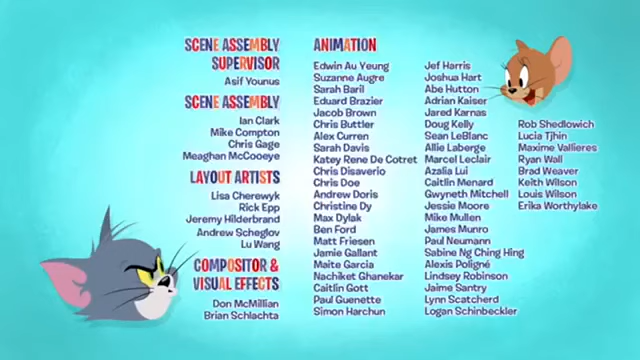 SCENE ASSEMBLY
SUPERVISOR
Asif Younus
SCENE ASSEMBLY
Ian Clark
Mike Compton
Chris Gage
Meaghan McCooeye
LAYOUT ARTISTS
Lisa Cherewyk
Rick Epp
Jeremy Hilderbrand
Andrew Scheglov
Lu Wang
COMPOSITOR &
VISUAL EFFECTS
Don McMillian
Brian Schlachta
ANIMATION
Edwin Au Yeung
Suzanne Augre
Sarah Baril
Eduard Brazier
Jacob Brown
Chris Buttler
Alex Curren
Sarah Davis
Katey Rene De Cotret
Chris Disaverio
Chris Doe
Andrew Doris
Christine Dy
Max Dylak
Ben Ford
Matt Friesen
Jamie Gallant
Maite Garcia
Nachiket Ghanekar
Caitlin Gott
Paul Guenette
Simon Harchun
Jef Harris
Joshua Hart
Abe Hutton
Adrian Kaiser
Jared Karnas
Doug Kelly
Sean LeBlanc
Allie Laberge
Marcel Leclair
Azalia Lui
Caitlin Menard
Gwyneth Mitchell
Jessie Moore
Mike Mullen
James Munro
Paul Neumann
Sabine Ng Ching Hing
Alexis Poligné
Lindsey Robinson
Jaime Santry
Lynn Scatcherd
Logan Schinbeckler
Rob Shedlowich
Lucia Tjhin
Maxime Vallieres
Ryan Wall
Brad Weaver
Keith Wilson
Louis Wilson
Erika Worthylake